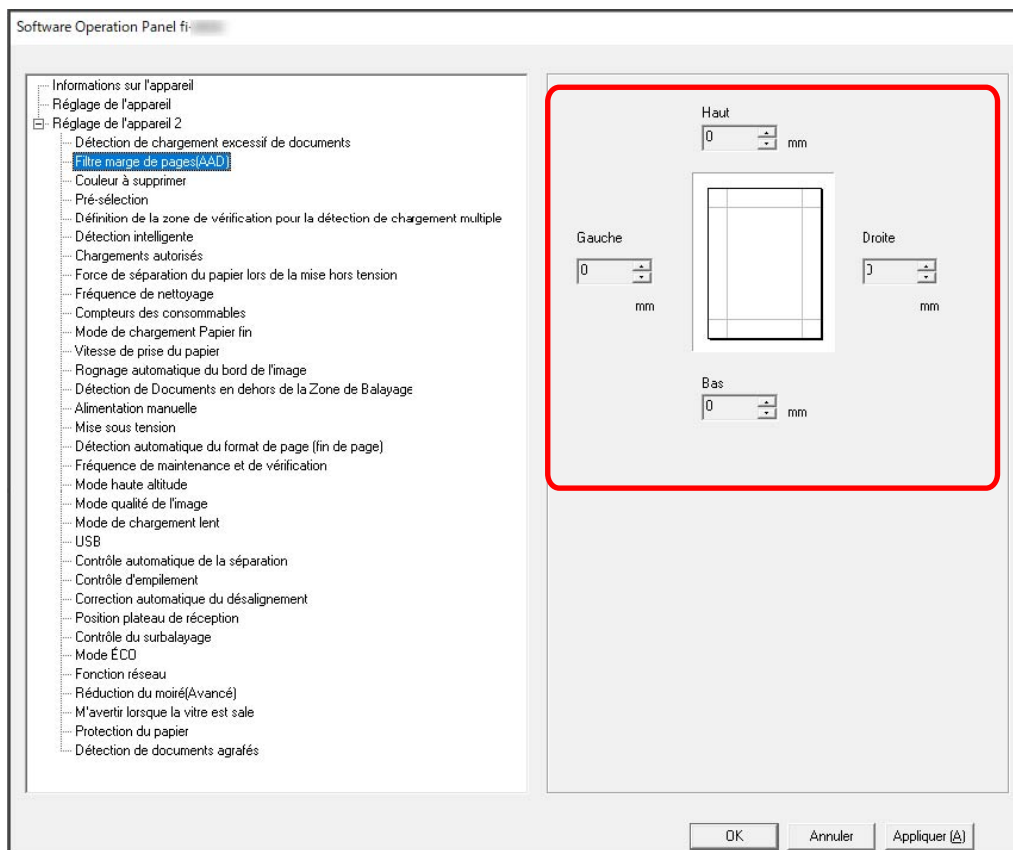 Software Operation Panel fi-
Informations sur l'appareil
Réglage de l'appareil
Réglage de l'appareil 2
Détection de chargement excessif de documents
Filtre marge de pages(AAD)
Couleur à supprimer
Pré-sélection
Définition de la zone de vérification pour la détection de chargement multiple
Détection intelligente
Chargements autorisés
Force de séparation du papier lors de la mise hors tension
Fréquence de nettoyage
Compteurs des consommables
Mode de chargement Papier fin
Vitesse de prise du papier
Rognage automatique du bord de l'image
Détection de Documents en dehors de la Zone de Balayage
Alimentation manuelle
Mise sous tension
Détection automatique du format de page (fin de page)
Fréquence de maintenance et de vérification
Mode haute altitude
Mode qualité de l'image
Mode de chargement lent
USB
Contrôle automatique de la séparation
Contrôle d'empilement
Correction automatique du désalignement
Position plateau de réception
Contrôle du surbalayage
Mode ÉCO
Fonction réseau
Réduction du moiré(Avancé)
M'avertir lorsque la vitre est sale
Protection du papier
Détection de documents agrafés
Haut
0 mm
Gauche
0
mm
Droite
0
mm
Bas
0 mm
OK Annuler Appliquer (A)